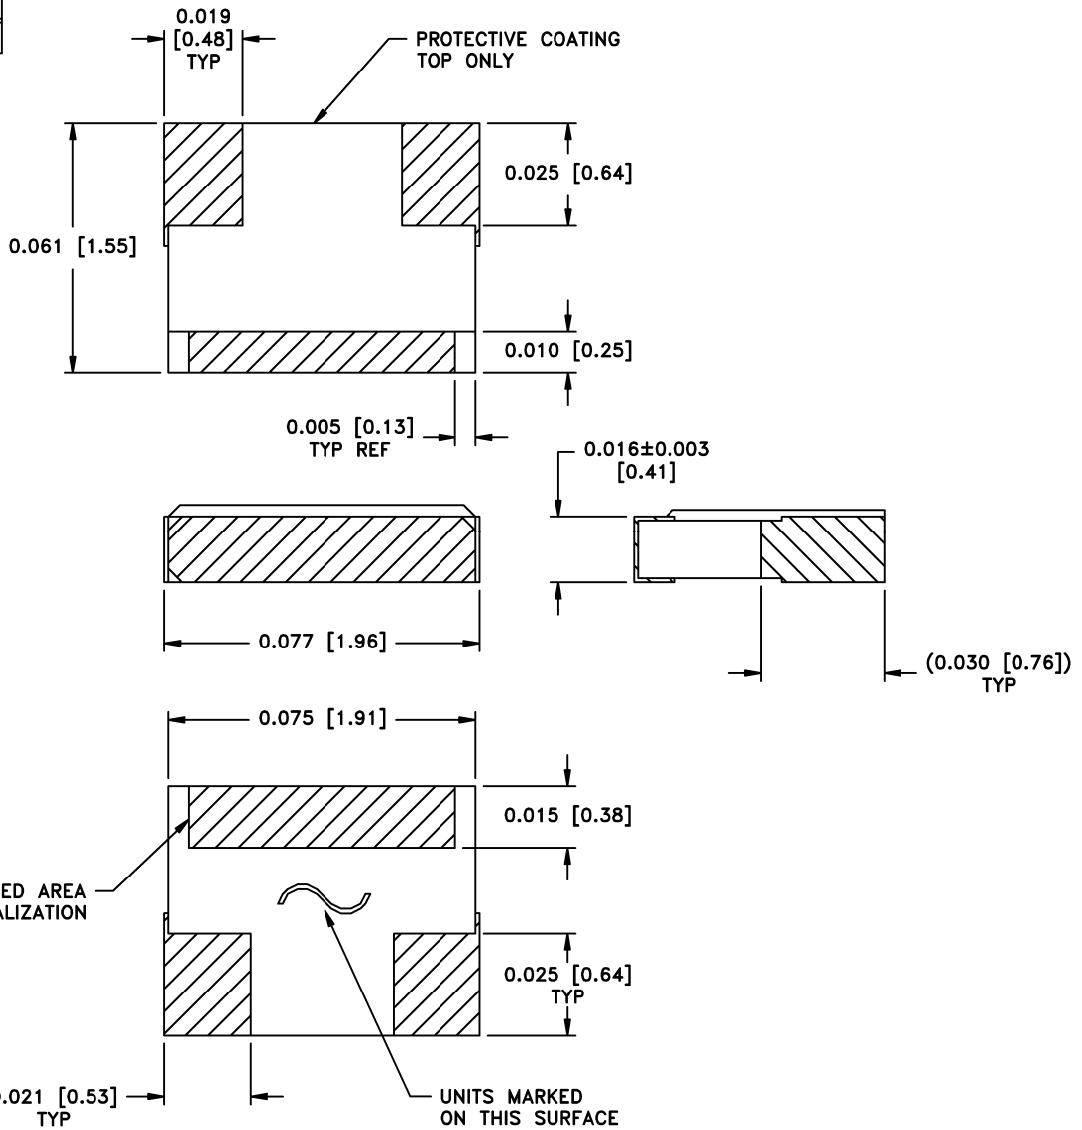 0.019
[0.48]
TYP
PROTECTIVE COATING
TOP ONLY
0.025 [0.64]
0.061 [1.55]
0.010 [0.25]
0.005 [0.13]
TYP REF
0.016±0.003
[0.41]
0.077 [1.96]
(0.030 [0.76])
TYP
0.075 [1.91]
0.015 [0.38]
AREA
0.025 [0.64]
TYP
.021 [0.53]
TYP
UNITS MARKED
ON THIS SURFACE